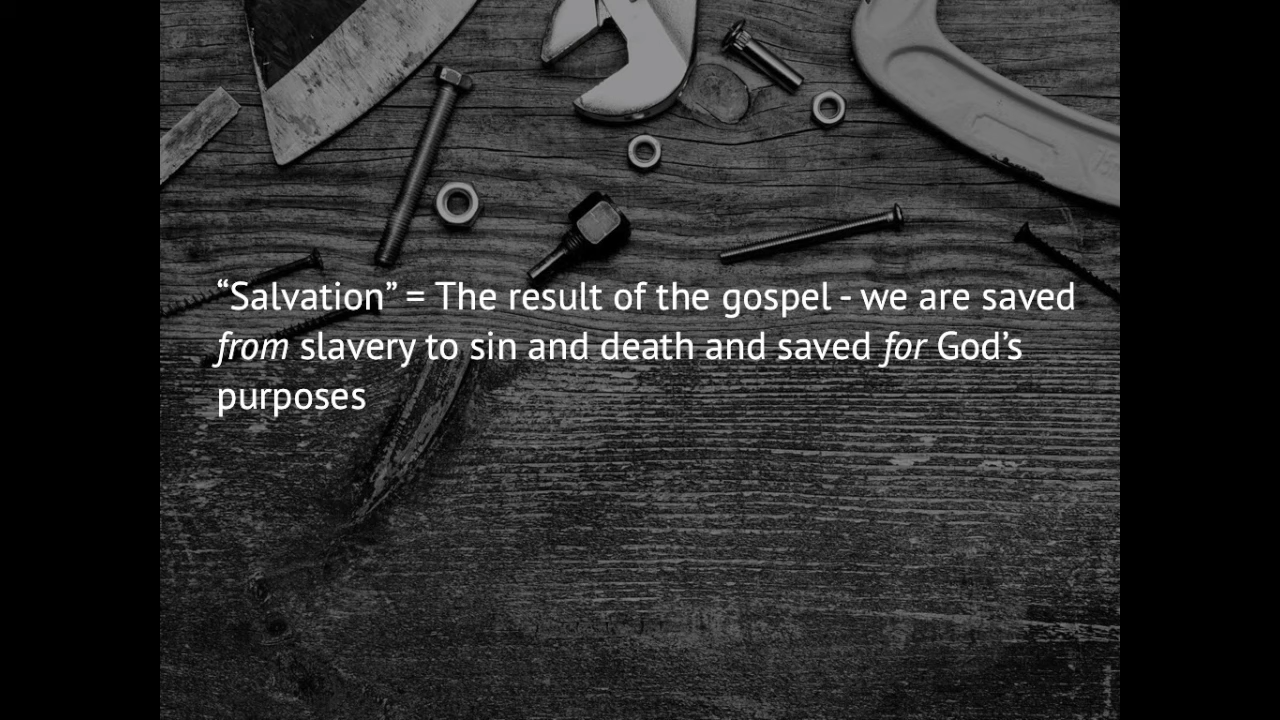 “Salvation” = The result of the gospel - we are saved
from slavery to sin and death and saved for God’s
purposes